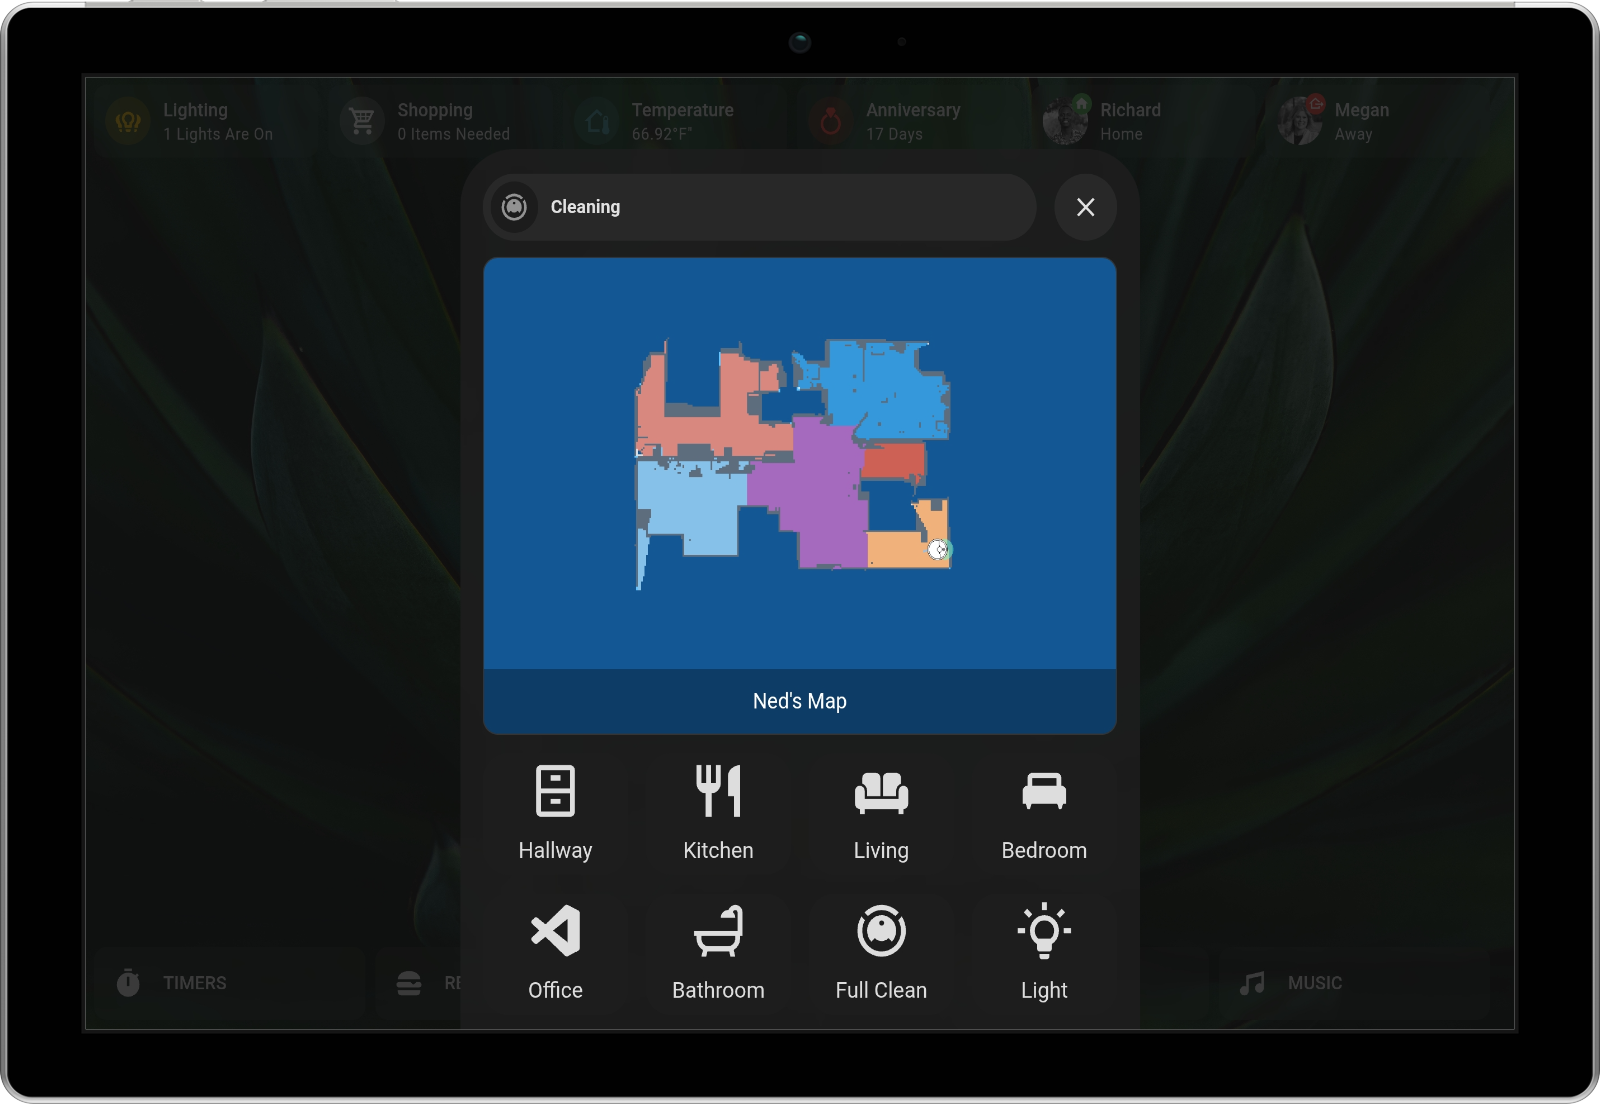 Lighting
1 Lights Are On
Shopping
0 Items Needed
Temperature
66.92°F°
Anniversary
17 Days
Richard
Home
Megan
Away
Cleaning
Ned's Map
Hallway
Kitchen
Living
Bedroom
Office
Bathroom
Full Clean
Light
TIMERS
RE
MUSIC